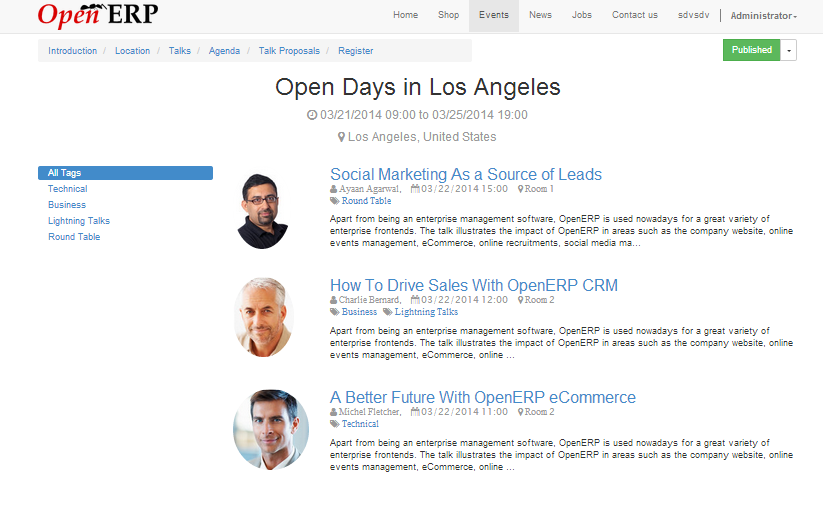 Open ERP
Home Shop Events News Jobs Contact us sdvsdv Administrator
Introduction / Location / Talks / Agenda / Talk Proposals / Register
Published
Open Days in Los Angeles
03/21/2014 09:00 to 03/25/2014 19:00
Los Angeles, United States
All Tags
Technical
Business
Lightning Talks
Round Table
Social Marketing As a Source of Leads
Ayaan Agarwal, 03/22/2014 15:00 Room 1
Round Table
Apart from being an enterprise management software, OpenERP is used nowadays for a great variety of
enterprise frontends. The talk illustrates the impact of OpenERP in areas such as the company website, online
events management, eCommerce, online recruitments, social media ma...
How To Drive Sales With OpenERP CRM
Charlie Bernard, 03/22/2014 12:00 Room 2
Business Lightning Talks
Apart from being an enterprise management software, OpenERP is used nowadays for a great variety of
enterprise frontends. The talk illustrates the impact of OpenERP in areas such as the company website, online
events management, eCommerce, online ...
A Better Future With OpenERP eCommerce
Michel Fletcher, 03/22/2014 11:00 Room 2
Technical
Apart from being an enterprise management software, OpenERP is used nowadays for a great variety of
enterprise frontends. The talk illustrates the impact of OpenERP in areas such as the company website, online
events management, eCommerce, online ...